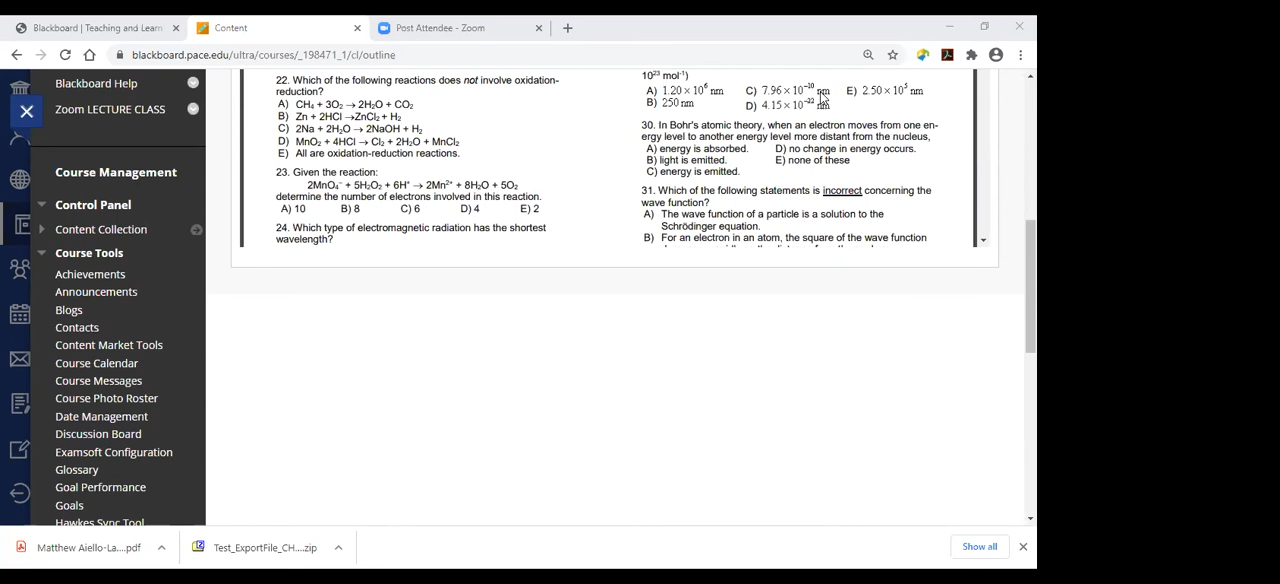 Blackboard | Teaching and Learn
Content
Post Attendee - Zoom
blackboard.pace.edu/ultra/courses/_198471_1/cl/outline
Blackboard Help
Zoom LECTURE CLASS
Course Management
Control Panel
Content Collection
Course Tools
Achievements
Announcements
Blogs
Contacts
Content Market Tools
Course Calendar
Course Messages
Course Photo Roster
Date Management
Discussion Board
Examsoft Configuration
Glossary
Goal Performance
Goals
Hawkes Sync Tool
22. Which of the following reactions does not involve oxidation-
reduction?
A) CH₄ + 3O₂ → 2H₂O + CO₂
B) Zn + 2HCl →ZnCl₂ + H₂
C) 2Na + 2H₂O → 2NaOH + H₂
D) MnO₂ + 4HCl → Cl₂ + 2H₂O + MnCl₂
E) All are oxidation-reduction reactions.
23. Given the reaction:
2MnO₄⁻ + 5H₂O₂ + 6H⁺ → 2Mn²⁺ + 8H₂O + 5O₂
determine the number of electrons involved in this reaction.
A) 10 B) 8 C) 6 D) 4 E) 2
24. Which type of electromagnetic radiation has the shortest
wavelength?
10²³ mol⁻¹)
A) 1.20 × 10⁶ nm C) 7.96 × 10⁻¹⁰ nm E) 2.50 × 10⁵ nm
B) 250 nm D) 4.15 × 10⁻²² nm
30. In Bohr's atomic theory, when an electron moves from one en-
ergy level to another energy level more distant from the nucleus,
A) energy is absorbed. D) no change in energy occurs.
B) light is emitted. E) none of these
C) energy is emitted.
31. Which of the following statements is incorrect concerning the
wave function?
A) The wave function of a particle is a solution to the
Schrödinger equation.
B) For an electron in an atom, the square of the wave function
Matthew Aiello-La....pdf
Test_ExportFile_CH....zip
Show all